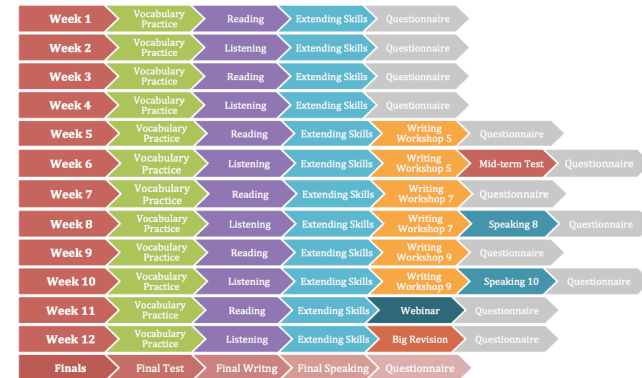 Week 1 Vocabulary Practice Reading Extending Skills Questionnaire
Week 2 Vocabulary Practice Listening Extending Skills Questionnaire
Week 3 Vocabulary Practice Reading Extending Skills Questionnaire
Week 4 Vocabulary Practice Listening Extending Skills Questionnaire
Week 5 Vocabulary Practice Reading Extending Skills Writing Workshop 5 Questionnaire
Week 6 Vocabulary Practice Listening Extending Skills Writing Workshop 5 Mid-term Test Questionnaire
Week 7 Vocabulary Practice Reading Extending Skills Writing Workshop 7 Questionnaire
Week 8 Vocabulary Practice Listening Extending Skills Writing Workshop 7 Speaking 8 Questionnaire
Week 9 Vocabulary Practice Reading Extending Skills Writing Workshop 9 Questionnaire
Week 10 Vocabulary Practice Listening Extending Skills Writing Workshop 9 Speaking 10 Questionnaire
Week 11 Vocabulary Practice Reading Extending Skills Webinar Questionnaire
Week 12 Vocabulary Practice Listening Extending Skills Big Revision Questionnaire
Finals Final Test Final Writng Final Speaking Questionnaire